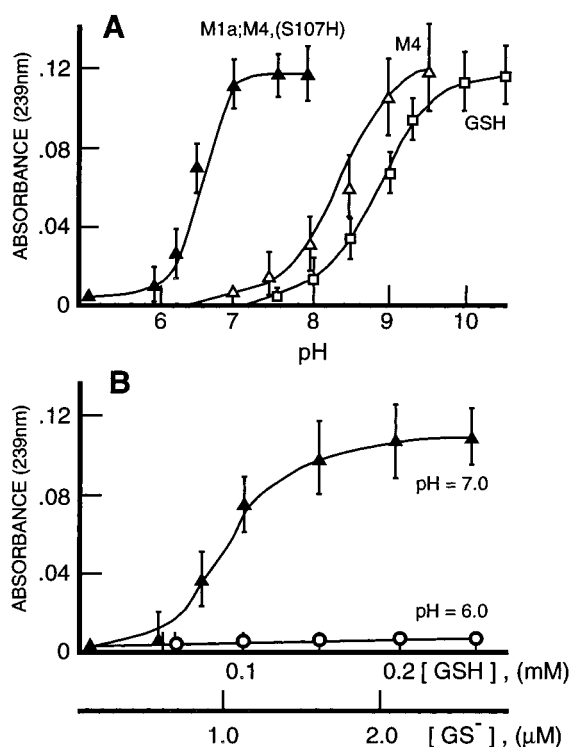 A
M1a;M4,(S107H)
M4
GSH
ABSORBANCE (239nm)
.12
.08
.04
0
6 7 8 9 10
pH
B
ABSORBANCE (239nm)
.12
.08
.04
0
pH = 7.0
pH = 6.0
0.1 0.2 [ GSH] , (mM)
1.0 2.0 [ GS⁻] , (μM)